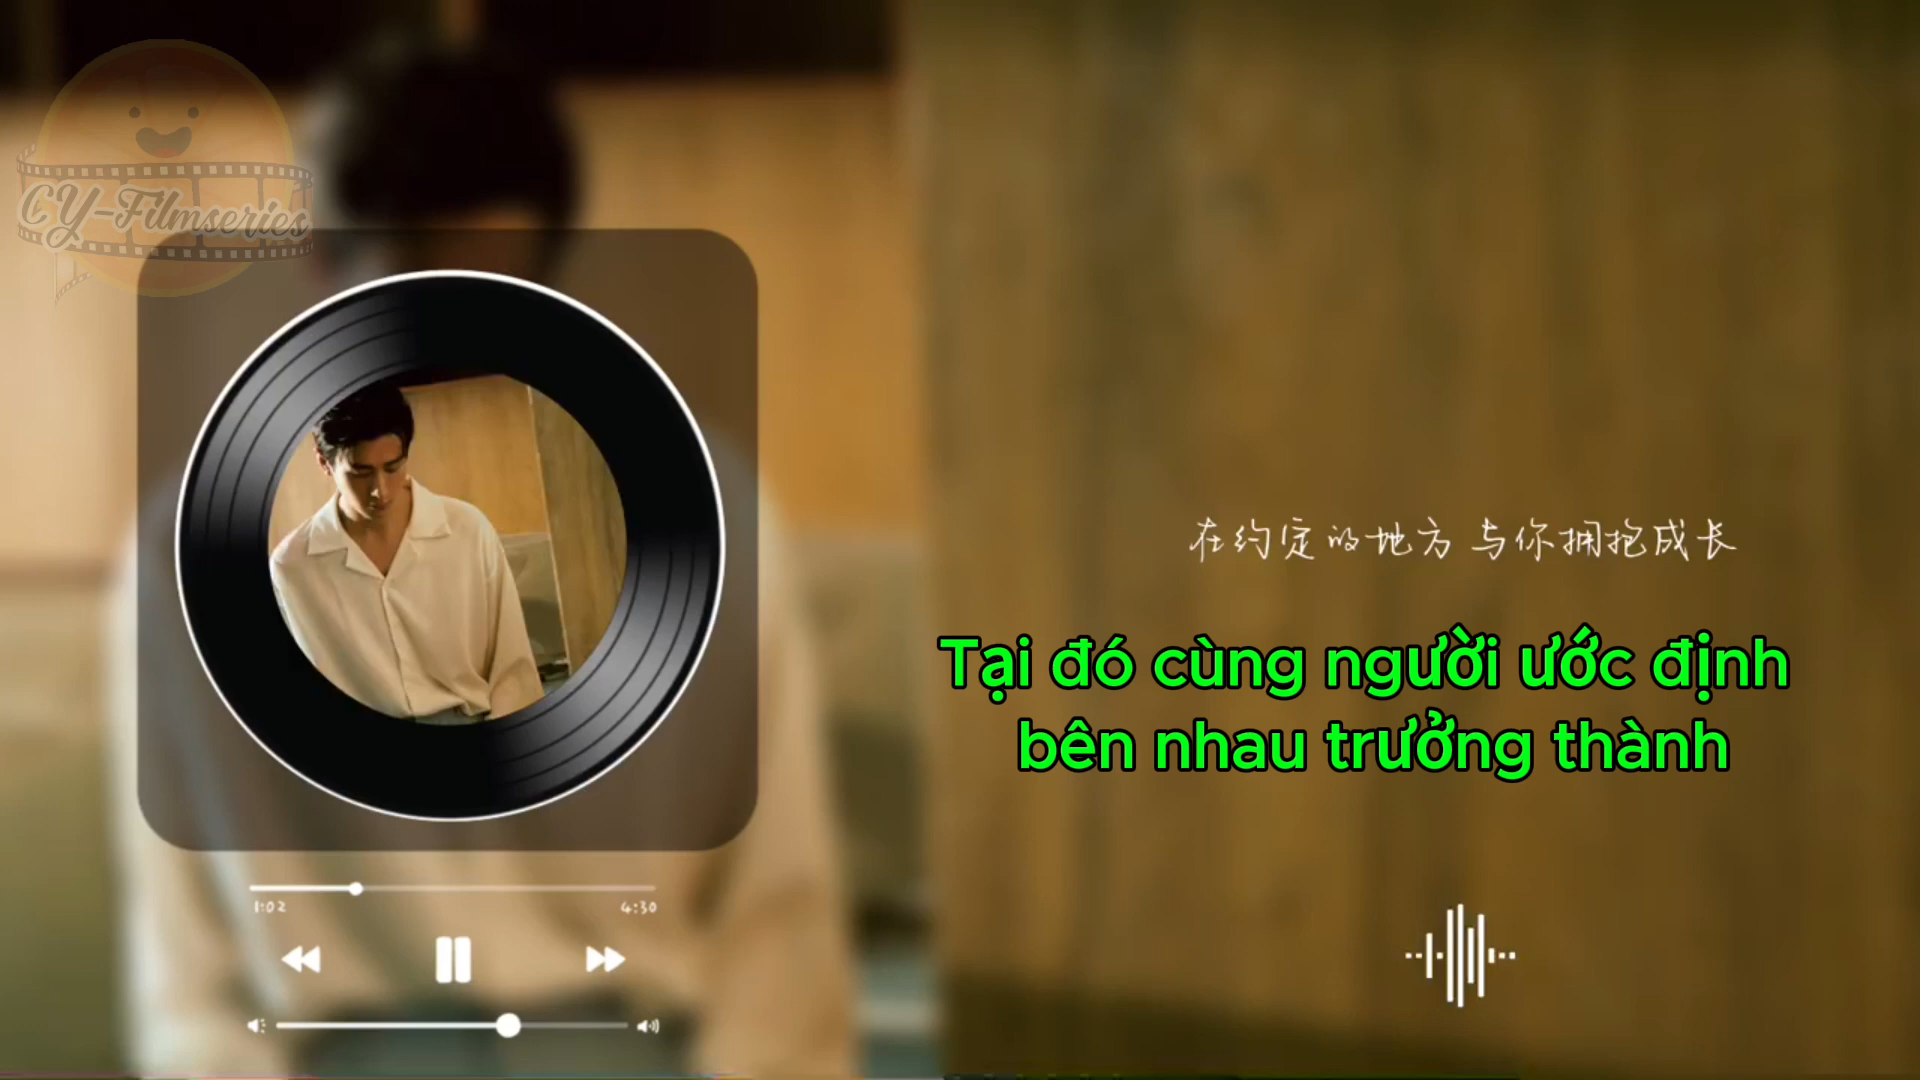 CY-Filmseries
在约定的地方 与你拥抱成长
Tại đó cùng người ước định
bên nhau trưởng thành
1:02
4:30